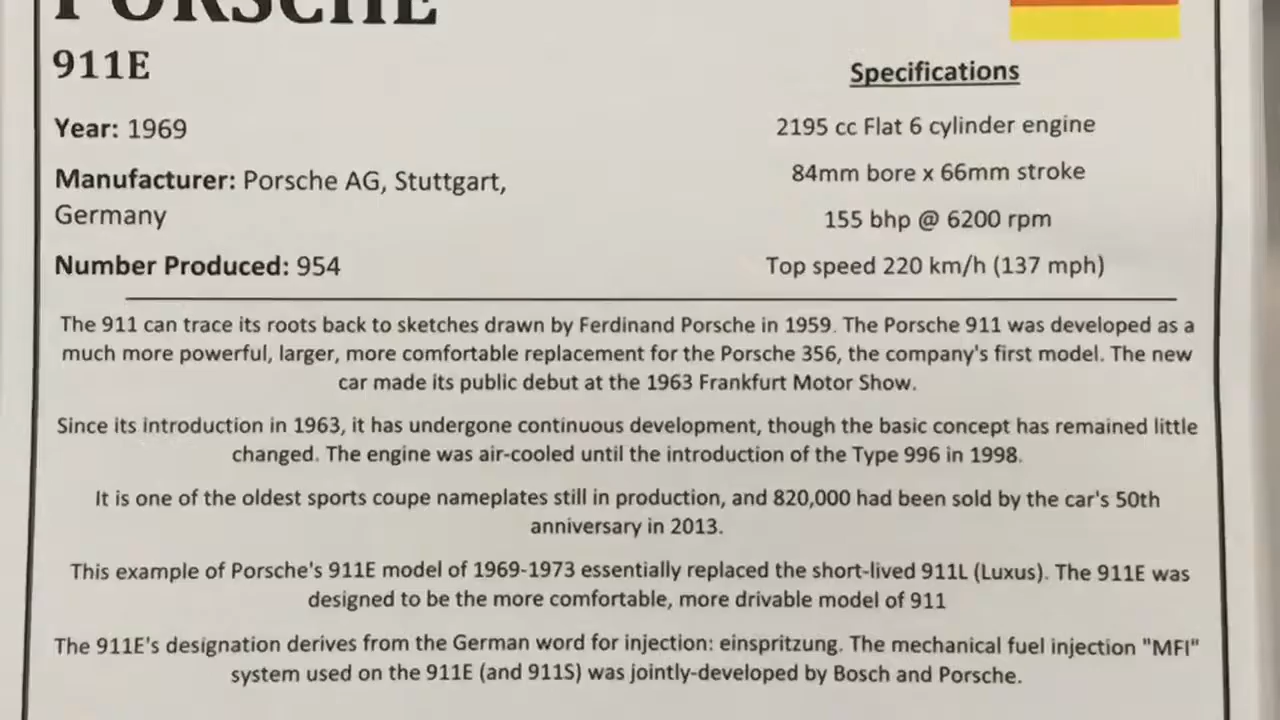 PORSCHE
911E
Year: 1969
Manufacturer: Porsche AG, Stuttgart,
Germany
Number Produced: 954
Specifications
2195 cc Flat 6 cylinder engine
84mm bore x 66mm stroke
155 bhp @ 6200 rpm
Top speed 220 km/h (137 mph)
The 911 can trace its roots back to sketches drawn by Ferdinand Porsche in 1959. The Porsche 911 was developed as a
much more powerful, larger, more comfortable replacement for the Porsche 356, the company's first model. The new
car made its public debut at the 1963 Frankfurt Motor Show.
Since its introduction in 1963, it has undergone continuous development, though the basic concept has remained little
changed. The engine was air-cooled until the introduction of the Type 996 in 1998.
It is one of the oldest sports coupe nameplates still in production, and 820,000 had been sold by the car's 50th
anniversary in 2013.
This example of Porsche's 911E model of 1969-1973 essentially replaced the short-lived 911L (Luxus). The 911E was
designed to be the more comfortable, more drivable model of 911
The 911E's designation derives from the German word for injection: einspritzung. The mechanical fuel injection "MFI"
system used on the 911E (and 911S) was jointly-developed by Bosch and Porsche.